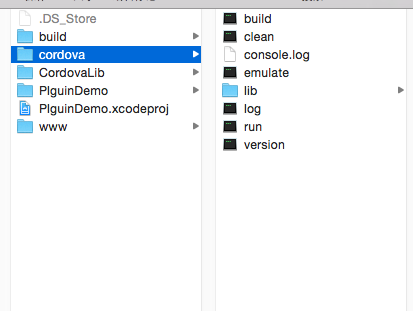 .DS_Store
build
cordova
CordovaLib
PlguinDemo
PlguinDemo.xcodeproj
www
build
clean
console.log
emulate
lib
log
run
version